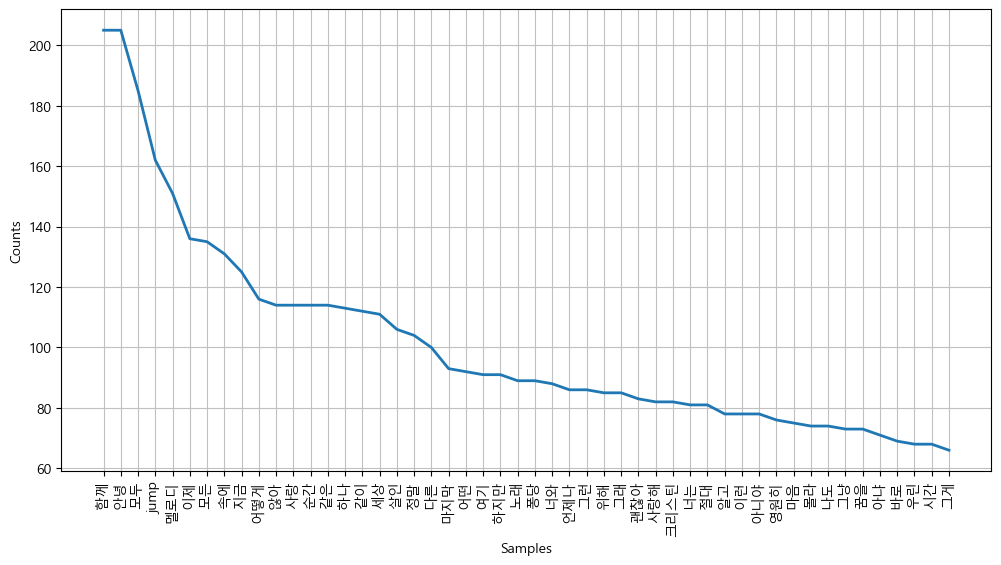 200
180
160
140
120
100
80
60
Counts
함께
안녕
모두
jump
멜로디
이제
모든
속에
지금
어떻게
않아
사랑
순간
같은
하나
같이
세상
살인
정말
다른
마지막
어떤
여기
하지만
노래
퐁당
너와
언제나
그런
위해
그래
괜찮아
사랑해
크리스틴
너는
절대
알고
이런
아니야
영원히
마음
몰라
나도
그냥
꿈을
아냐
바로
우린
시간
그게
Samples